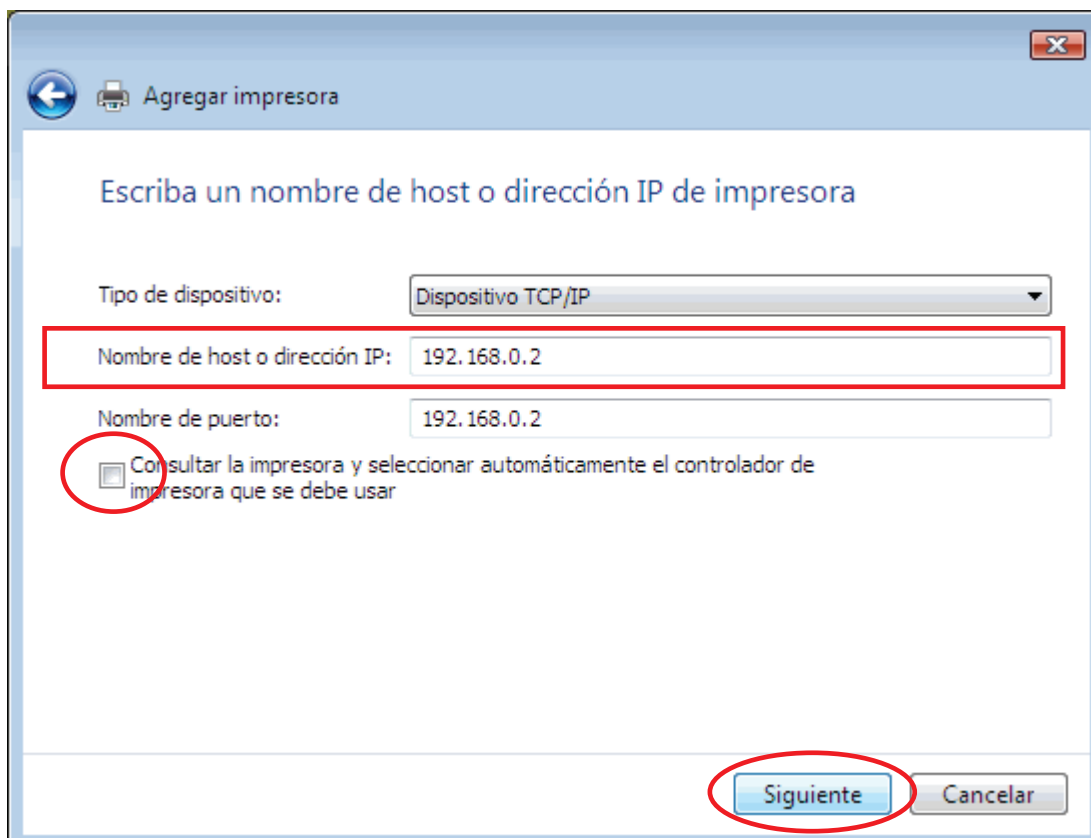 Agregar impresora
Escriba un nombre de host o dirección IP de impresora
Tipo de dispositivo: Dispositivo TCP/IP
Nombre de host o dirección IP: 192.168.0.2
Nombre de puerto: 192.168.0.2
Consultar la impresora y seleccionar automáticamente el controlador de
impresora que se debe usar
Siguiente Cancelar